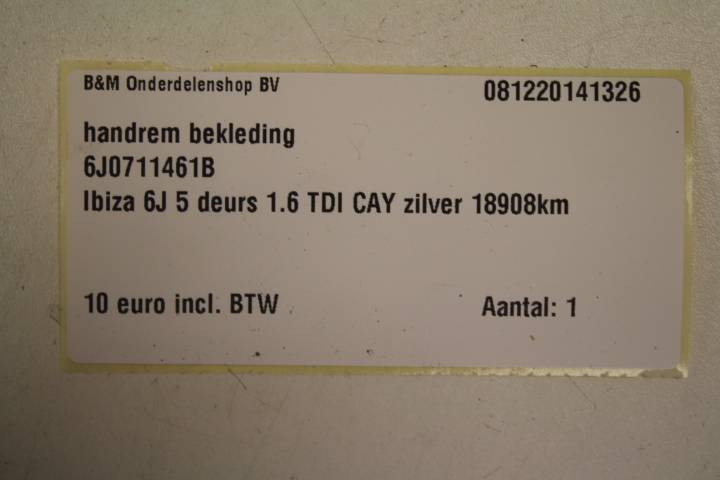 B&M Onderdelenshop BV 081220141326
handrem bekleding
6J0711461B
Ibiza 6J 5 deurs 1.6 TDI CAY zilver 18908km
10 euro incl. BTW Aantal: 1